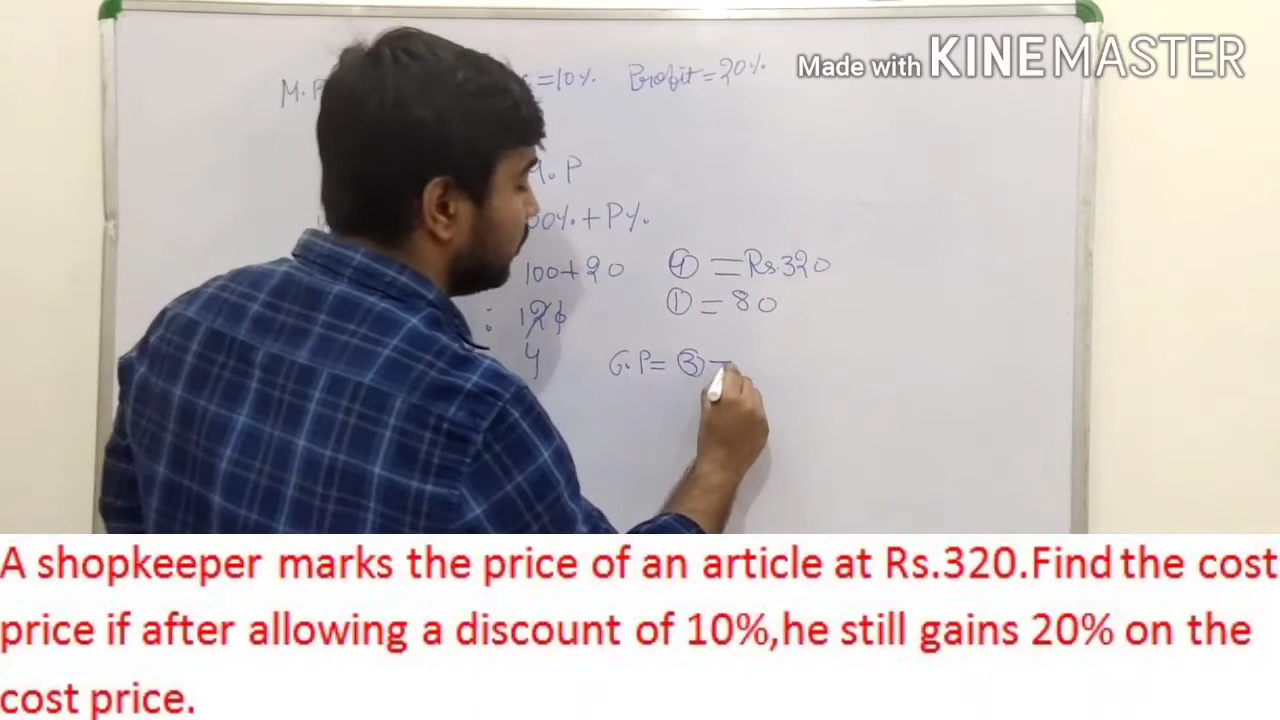 Made with KINEMASTER
M.P =10% Profit=20%
M.P
00%+P%
100+20 4 =Rs.320
: 120 1 = 80
4 C.P= 3
A shopkeeper marks the price of an article at Rs.320.Find the cost
price if after allowing a discount of 10%,he still gains 20% on the
cost price.